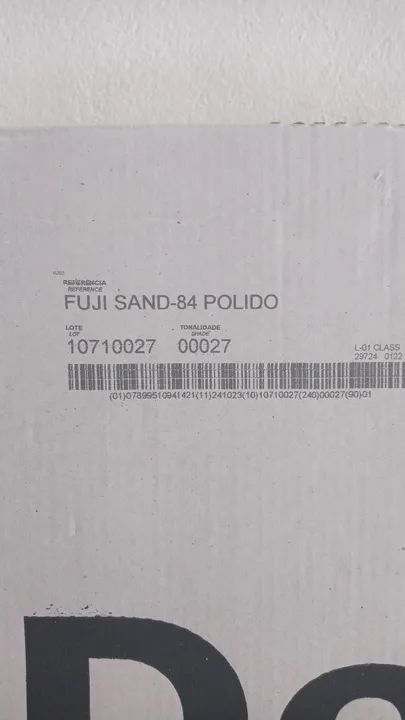 REFERÊNCIA
REFERENCE
FUJI SAND-84 POLIDO
LOTE TONALIDADE
LOT SHADE
10710027 00027
L-01 CLASS
29724 0122
(01)07899510941421(11)241023(10)10710027(240)00027(90)01